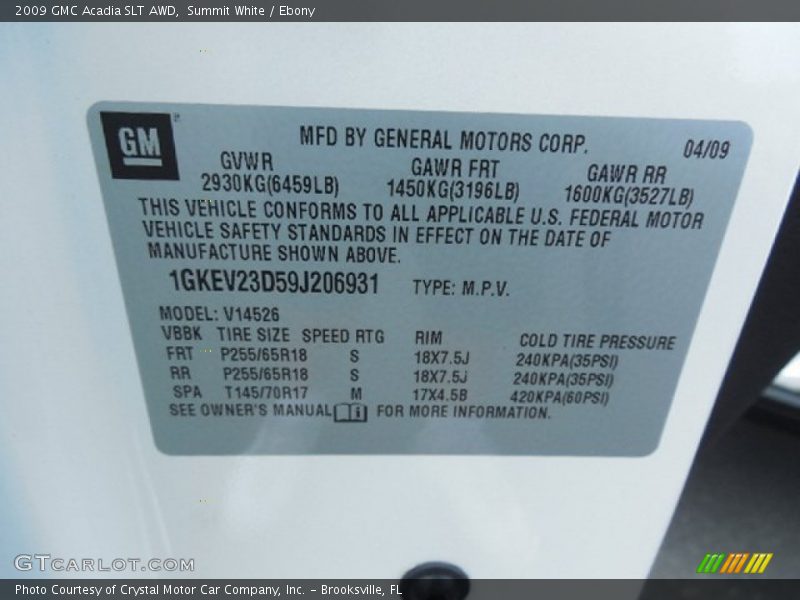 2009 GMC Acadia SLT AWD, Summit White / Ebony
GM
MFD BY GENERAL MOTORS CORP. 04/09
GVWR GAWR FRT GAWR RR
2930KG(6459LB) 1450KG(3196LB) 1600KG(3527LB)
THIS VEHICLE CONFORMS TO ALL APPLICABLE U.S. FEDERAL MOTOR
VEHICLE SAFETY STANDARDS IN EFFECT ON THE DATE OF
MANUFACTURE SHOWN ABOVE.
1GKEV23D59J206931 TYPE: M.P.V.
MODEL: V14526
VBBK TIRE SIZE SPEED RTG RIM COLD TIRE PRESSURE
FRT P255/65R18 S 18X7.5J 240KPA(35PSI)
RR P255/65R18 S 18X7.5J 240KPA(35PSI)
SPA T145/70R17 M 17X4.5B 420KPA(60PSI)
SEE OWNER'S MANUAL i FOR MORE INFORMATION.
GTCARLOT.COM
Photo Courtesy of Crystal Motor Car Company, Inc. - Brooksville, FL